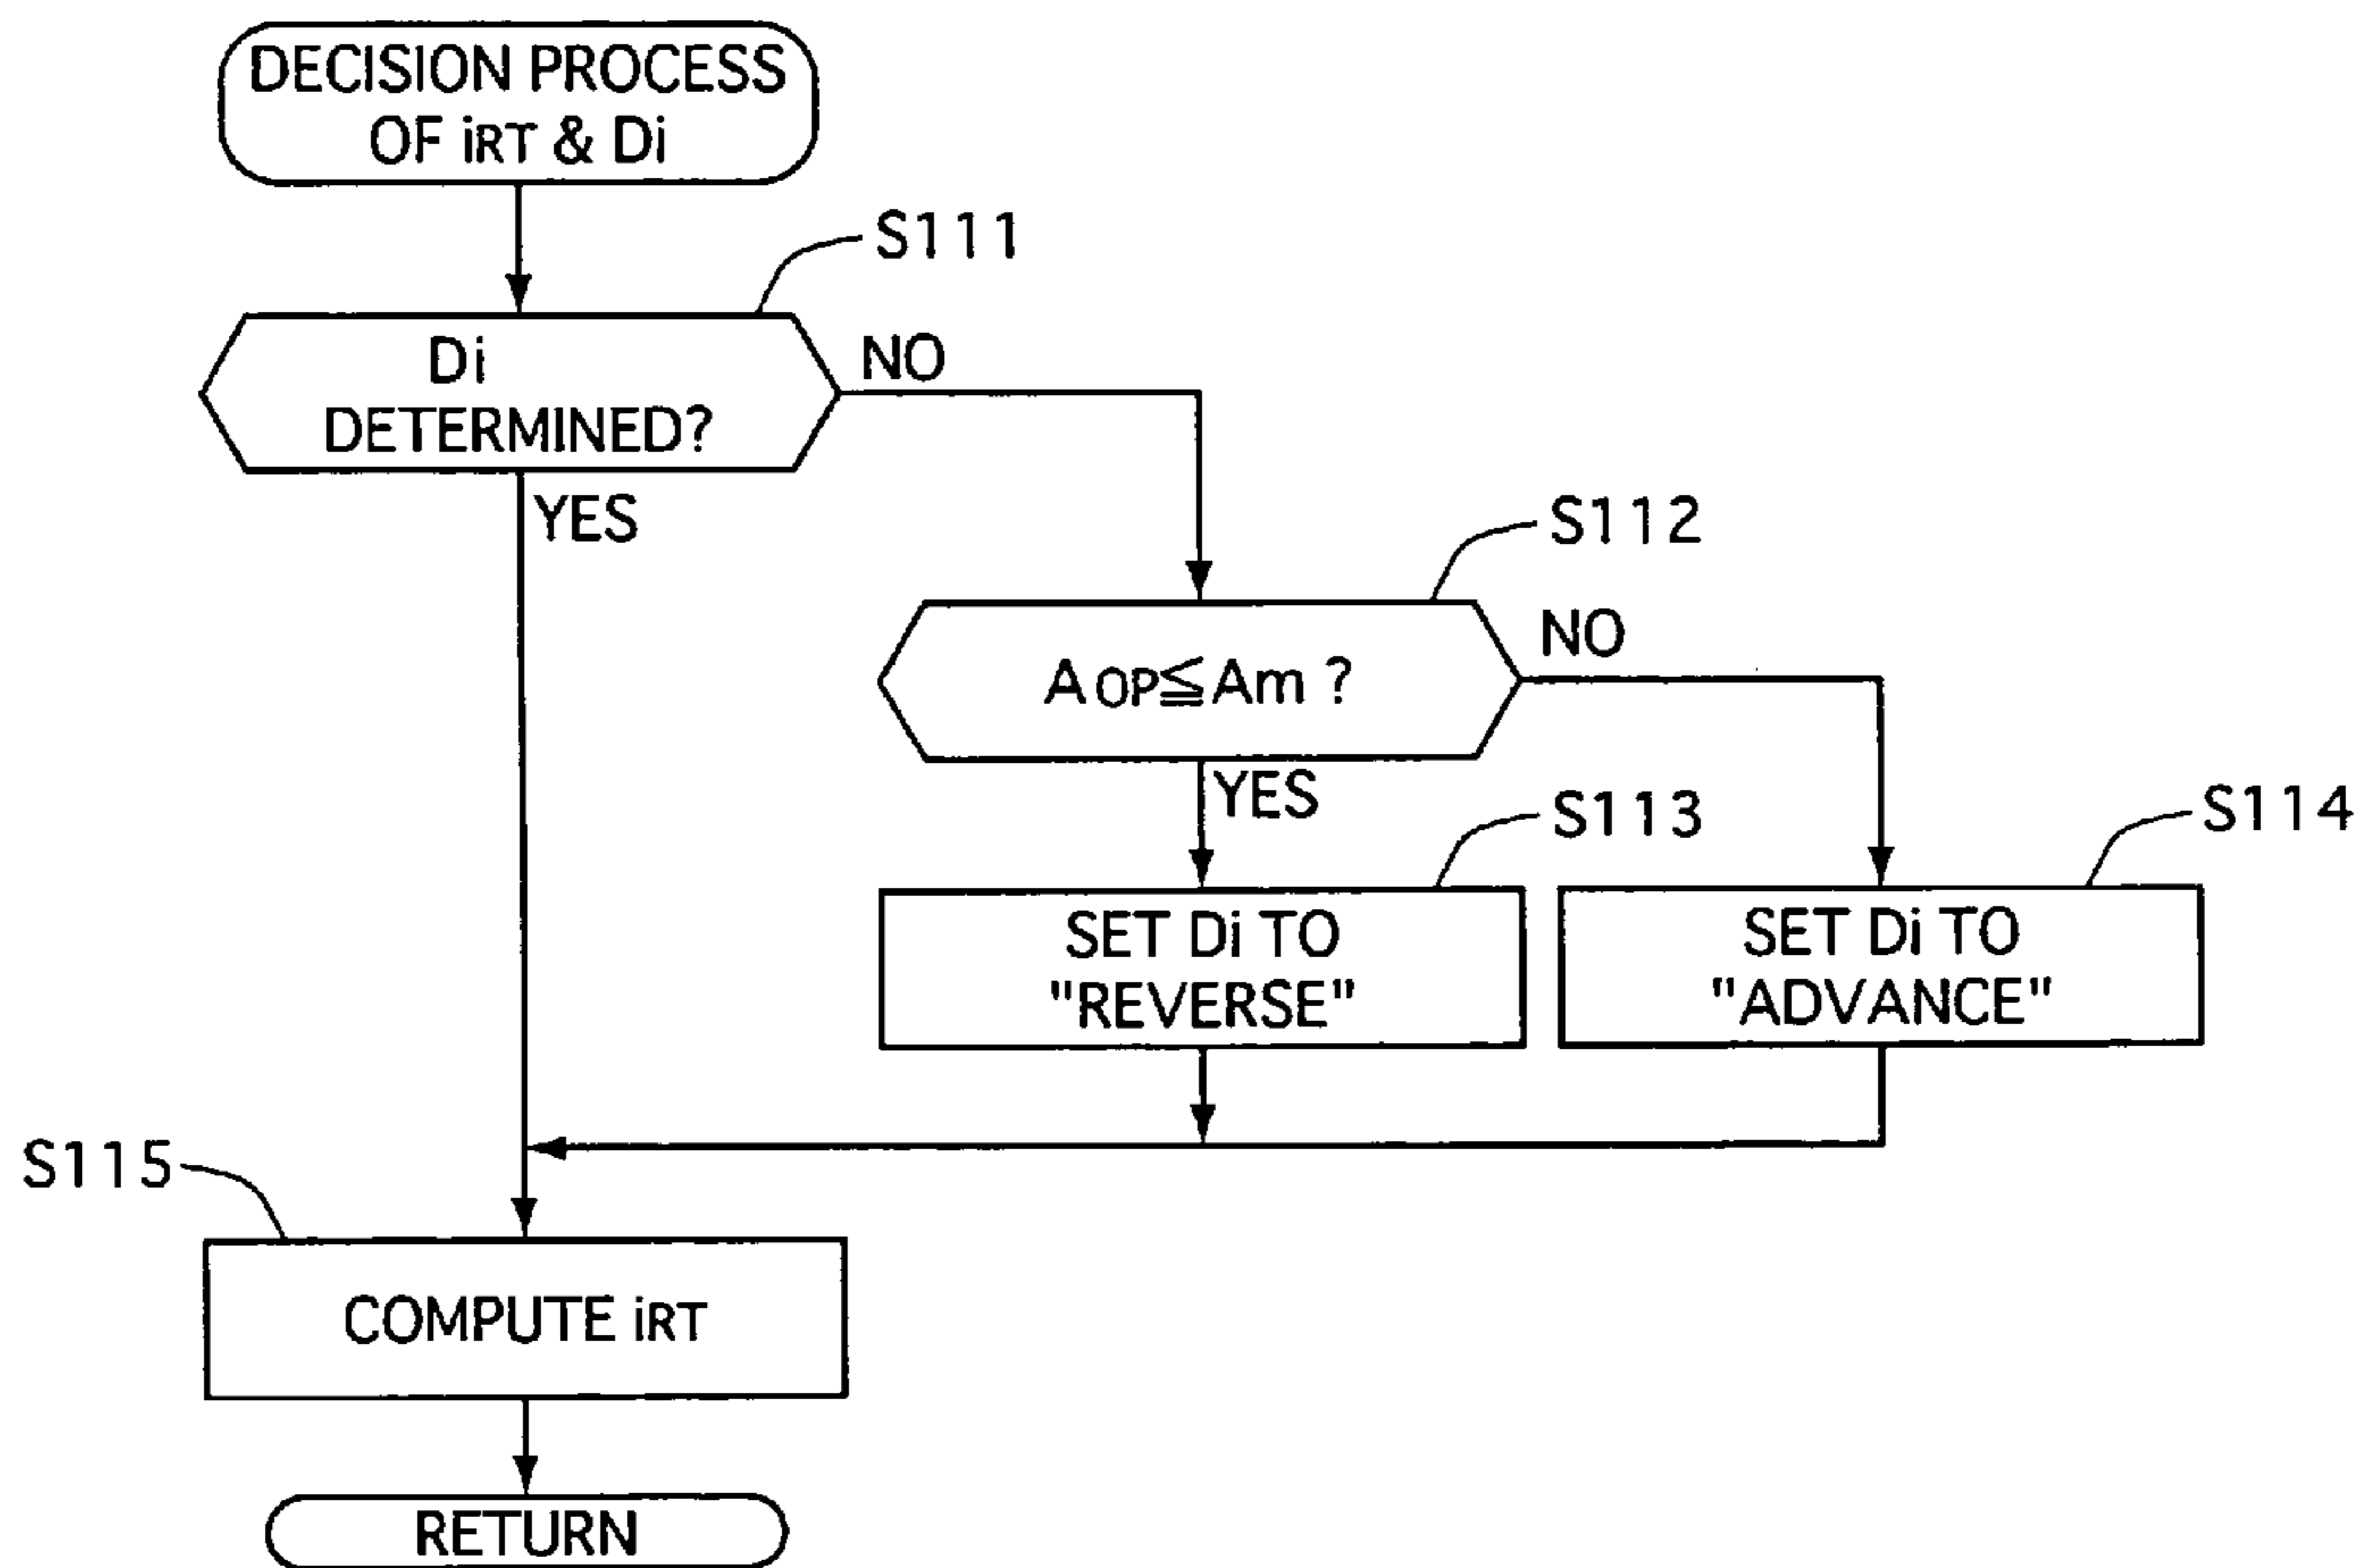 DECISION PROCESS
OF iRT & Di
S111
Di
DETERMINED?
NO
YES
S112
AOP≦Am ?
NO
YES
S113
S114
SET Di TO
"REVERSE"
SET Di TO
"ADVANCE"
S115
COMPUTE iRT
RETURN